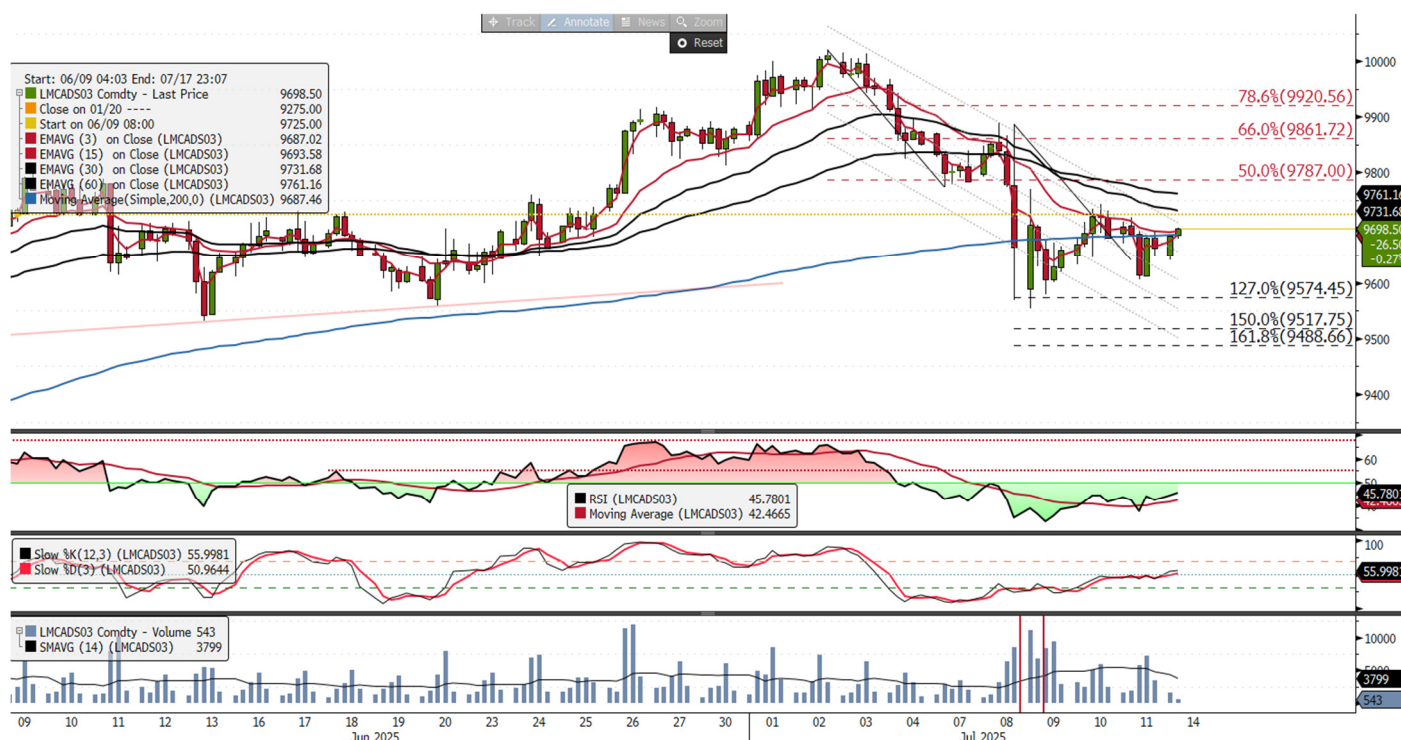 Track Annotate News Zoom
Reset
Start: 06/09 04:03 End: 07/17 23:07
LMCADS03 Comdty - Last Price 9698.50
Close on 01/20 ---- 9275.00
Start on 06/09 08:00 9725.00
EMAVG (3) on Close (LMCADS03) 9687.02
EMAVG (15) on Close (LMCADS03) 9693.58
EMAVG (30) on Close (LMCADS03) 9731.68
EMAVG (60) on Close (LMCADS03) 9761.16
Moving Average(Simple,200,0) (LMCADS03) 9687.46
10000
78.6%(9920.56)
9900
66.0%(9861.72)
9800
50.0%(9787.00)
9761.16
9731.68
9698.50
-26.50
-0.27%
9600
127.0%(9574.45)
150.0%(9517.75)
9500
161.8%(9488.66)
9400
60
50
45.7801
RSI (LMCADS03) 45.7801
Moving Average (LMCADS03) 42.4665
Slow %K(12,3) (LMCADS03) 55.9981
Slow %D(3) (LMCADS03) 50.9644
100
55.9981
LMCADS03 Comdty - Volume 543
SMAVG (14) (LMCADS03) 3799
10000
3799
543
09 10 11 12 13 16 17 18 19 20 23 24 25 26 27 30 01 02 03 04 07 08 09 10 11 14
Jun 2025 Jul 2025